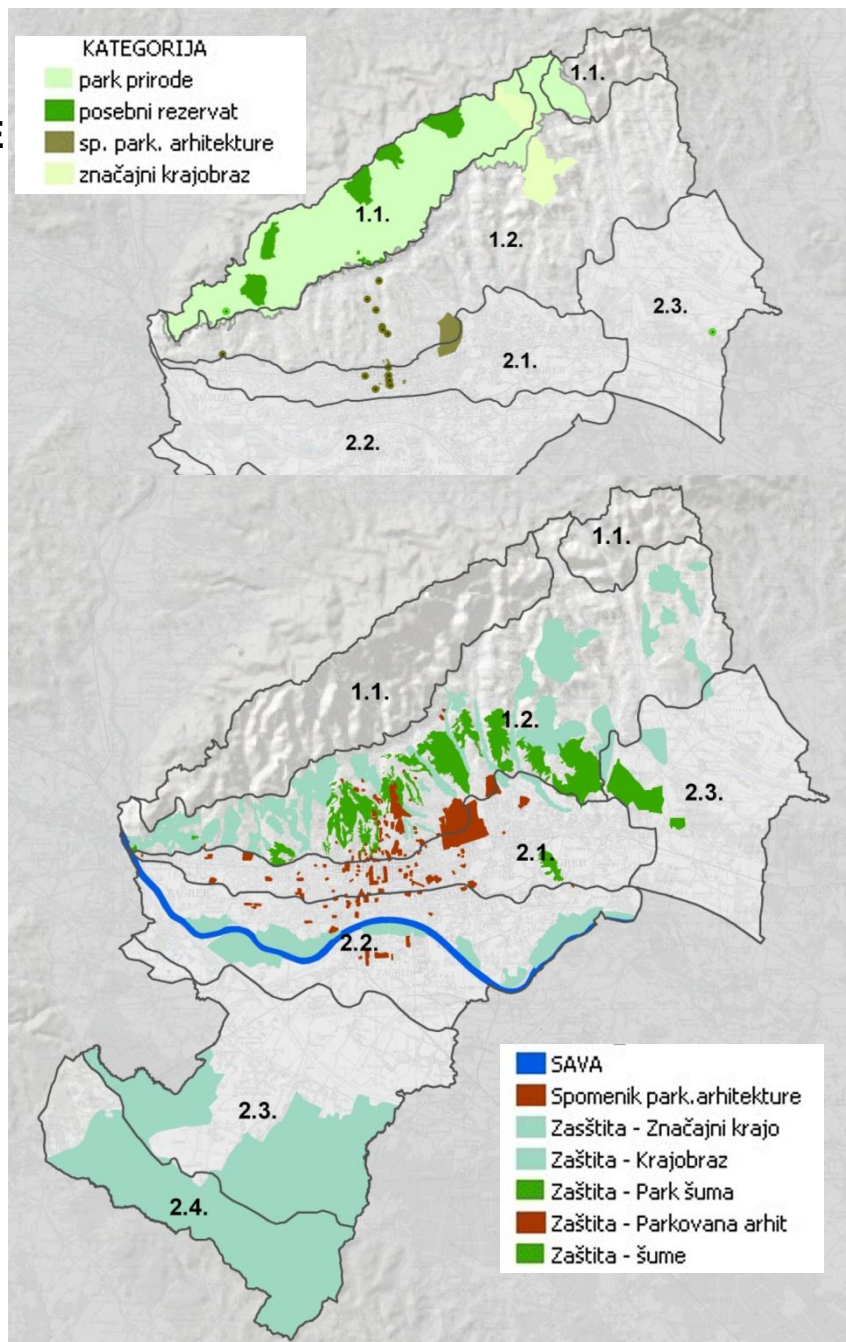 KATEGORIJA
park prirode
posebni rezervat
sp. park. arhitekture
značajni krajobraz
1.1.
1.1.
1.2.
2.3.
2.1.
ZAGREB
2.2.
1.1.
1.1.
1.2.
2.3.
2.1.
ZAGREB
2.2.
2.3.
2.4.
SAVA
Spomenik park.arhitekture
Zasštita - Značajni krajo
Zaštita - Krajobraz
Zaštita - Park šuma
Zaštita - Parkovana arhit
Zaštita - šume